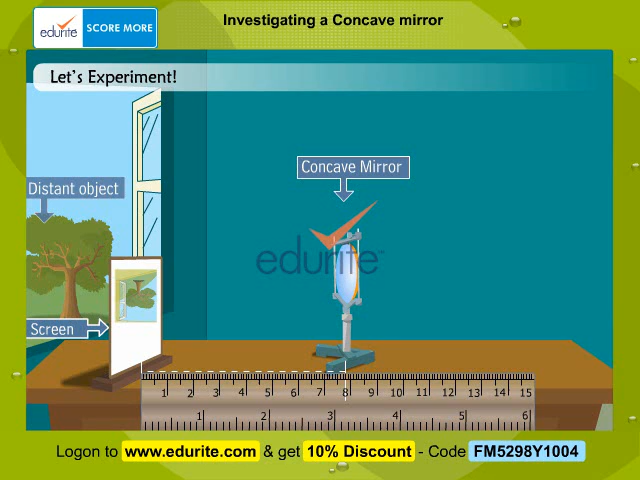 Investigating a Concave mirror
edurite SCORE MORE
Let's Experiment!
Concave Mirror
Distant object
edurite™
Screen
1 2 3 4 5 6 7 8 9 10 11 12 13 14 15
1 2 3 4 5 6
Logon to www.edurite.com & get 10% Discount - Code FM5298Y1004